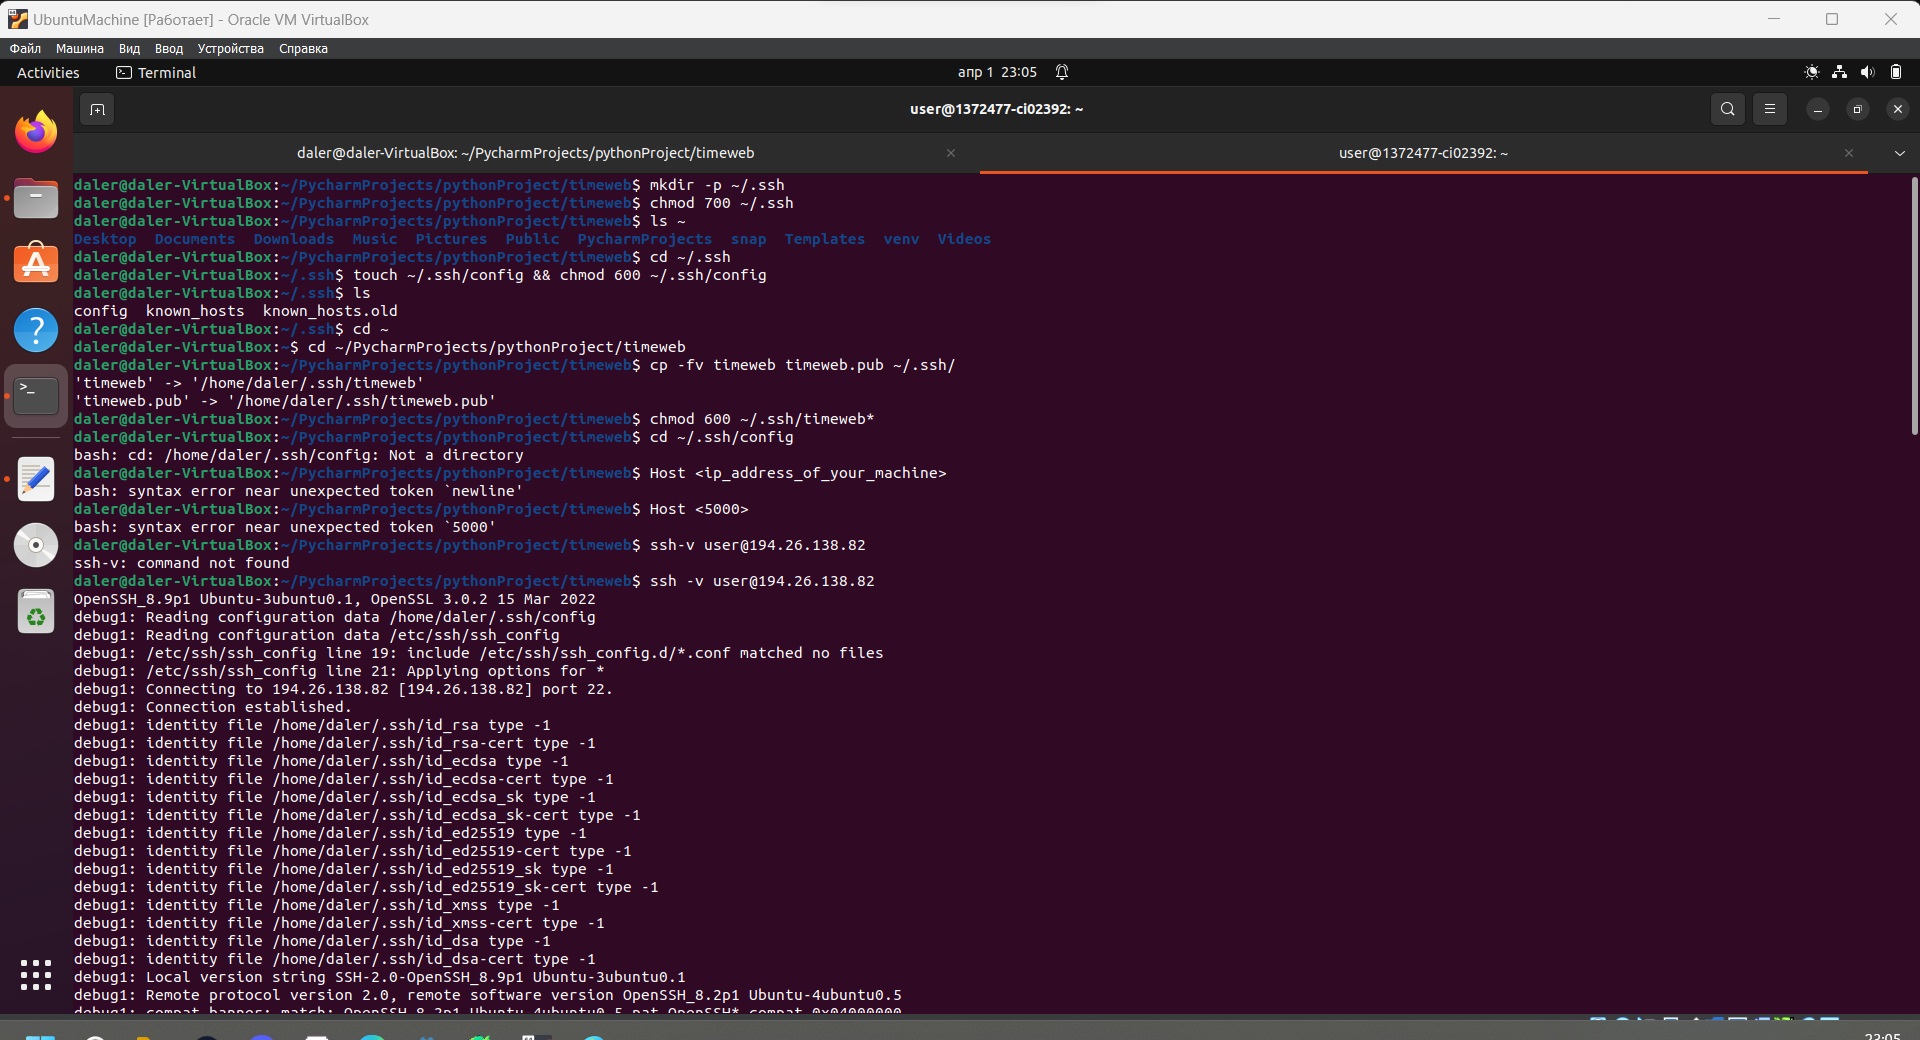 UbuntuMachine [Работает] - Oracle VM VirtualBox
Файл Машина Вид Ввод Устройства Справка
Activities Terminal апр 1 23:05
user@1372477-ci02392: ~
daler@daler-VirtualBox: ~/PycharmProjects/pythonProject/timeweb user@1372477-ci02392: ~
daler@daler-VirtualBox:~/PycharmProjects/pythonProject/timeweb$ mkdir -p ~/.ssh
daler@daler-VirtualBox:~/PycharmProjects/pythonProject/timeweb$ chmod 700 ~/.ssh
daler@daler-VirtualBox:~/PycharmProjects/pythonProject/timeweb$ ls ~
Desktop Documents Downloads Music Pictures Public PycharmProjects snap Templates venv Videos
daler@daler-VirtualBox:~/PycharmProjects/pythonProject/timeweb$ cd ~/.ssh
daler@daler-VirtualBox:~/.ssh$ touch ~/.ssh/config && chmod 600 ~/.ssh/config
daler@daler-VirtualBox:~/.ssh$ ls
config known_hosts known_hosts.old
daler@daler-VirtualBox:~/.ssh$ cd ~
daler@daler-VirtualBox:~$ cd ~/PycharmProjects/pythonProject/timeweb
daler@daler-VirtualBox:~/PycharmProjects/pythonProject/timeweb$ cp -fv timeweb timeweb.pub ~/.ssh/
'timeweb' -> '/home/daler/.ssh/timeweb'
'timeweb.pub' -> '/home/daler/.ssh/timeweb.pub'
daler@daler-VirtualBox:~/PycharmProjects/pythonProject/timeweb$ chmod 600 ~/.ssh/timeweb*
daler@daler-VirtualBox:~/PycharmProjects/pythonProject/timeweb$ cd ~/.ssh/config
bash: cd: /home/daler/.ssh/config: Not a directory
daler@daler-VirtualBox:~/PycharmProjects/pythonProject/timeweb$ Host <ip_address_of_your_machine>
bash: syntax error near unexpected token `newline'
daler@daler-VirtualBox:~/PycharmProjects/pythonProject/timeweb$ Host <5000>
bash: syntax error near unexpected token `5000'
daler@daler-VirtualBox:~/PycharmProjects/pythonProject/timeweb$ ssh-v user@194.26.138.82
ssh-v: command not found
daler@daler-VirtualBox:~/PycharmProjects/pythonProject/timeweb$ ssh -v user@194.26.138.82
OpenSSH_8.9p1 Ubuntu-3ubuntu0.1, OpenSSL 3.0.2 15 Mar 2022
debug1: Reading configuration data /home/daler/.ssh/config
debug1: Reading configuration data /etc/ssh/ssh_config
debug1: /etc/ssh/ssh_config line 19: include /etc/ssh/ssh_config.d/*.conf matched no files
debug1: /etc/ssh/ssh_config line 21: Applying options for *
debug1: Connecting to 194.26.138.82 [194.26.138.82] port 22.
debug1: Connection established.
debug1: identity file /home/daler/.ssh/id_rsa type -1
debug1: identity file /home/daler/.ssh/id_rsa-cert type -1
debug1: identity file /home/daler/.ssh/id_ecdsa type -1
debug1: identity file /home/daler/.ssh/id_ecdsa-cert type -1
debug1: identity file /home/daler/.ssh/id_ecdsa_sk type -1
debug1: identity file /home/daler/.ssh/id_ecdsa_sk-cert type -1
debug1: identity file /home/daler/.ssh/id_ed25519 type -1
debug1: identity file /home/daler/.ssh/id_ed25519-cert type -1
debug1: identity file /home/daler/.ssh/id_ed25519_sk type -1
debug1: identity file /home/daler/.ssh/id_ed25519_sk-cert type -1
debug1: identity file /home/daler/.ssh/id_xmss type -1
debug1: identity file /home/daler/.ssh/id_xmss-cert type -1
debug1: identity file /home/daler/.ssh/id_dsa type -1
debug1: identity file /home/daler/.ssh/id_dsa-cert type -1
debug1: Local version string SSH-2.0-OpenSSH_8.9p1 Ubuntu-3ubuntu0.1
debug1: Remote protocol version 2.0, remote software version OpenSSH_8.2p1 Ubuntu-4ubuntu0.5
debug1: compat_banner: match: OpenSSH_8.2p1 Ubuntu-4ubuntu0.5 pat OpenSSH* compat 0x04000000
23:05